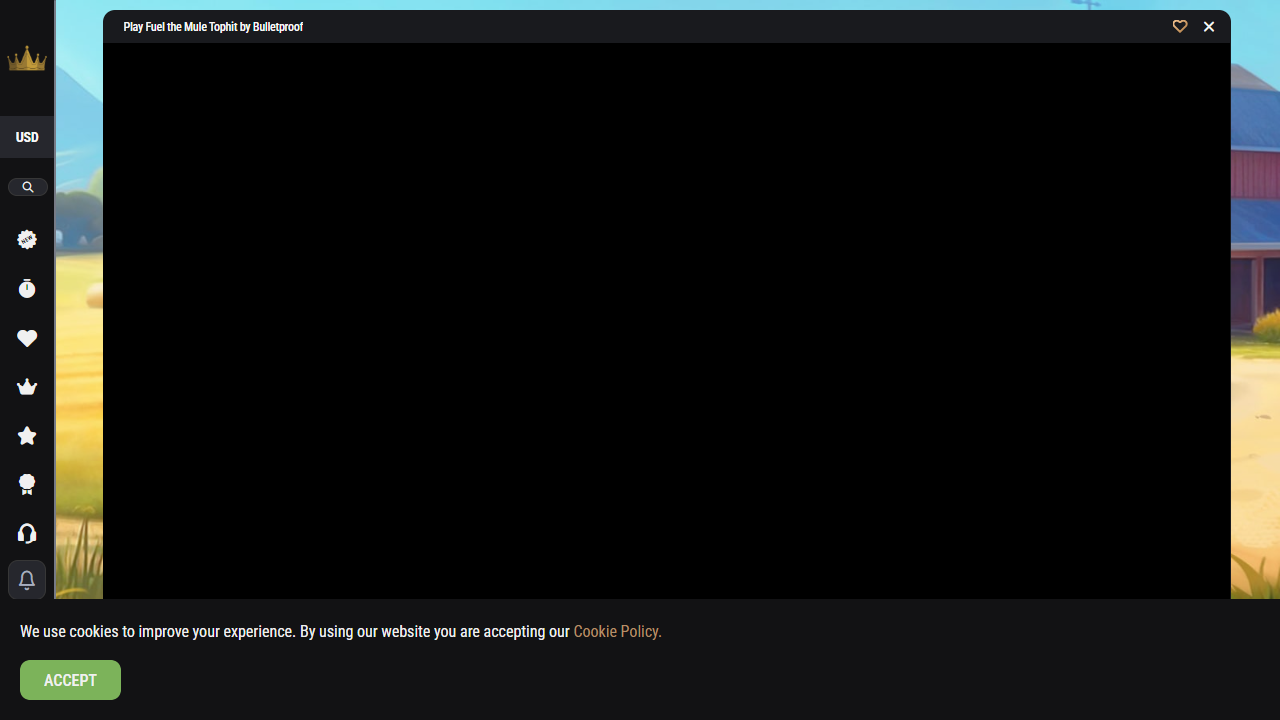 Play Fuel the Mule Tophit by Bulletproof
USD
NEW
We use cookies to improve your experience. By using our website you are accepting our Cookie Policy.
ACCEPT